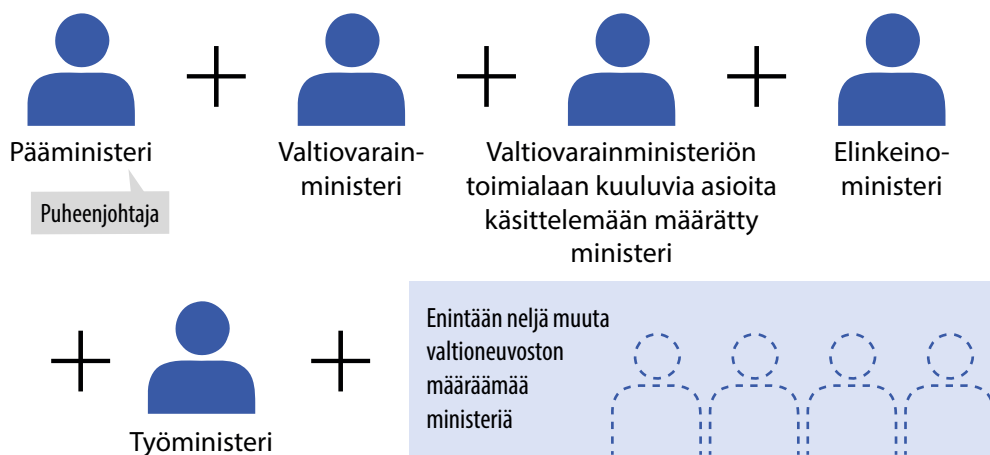 Pääministeri
Puheenjohtaja
Valtiovarain-
ministeri
Valtiovarainministeriön
toimialaan kuuluvia asioita
käsittelemään määrätty
ministeri
Elinkeino-
ministeri
Työministeri
Enintään neljä muuta
valtioneuvoston
määräämää
ministeriä